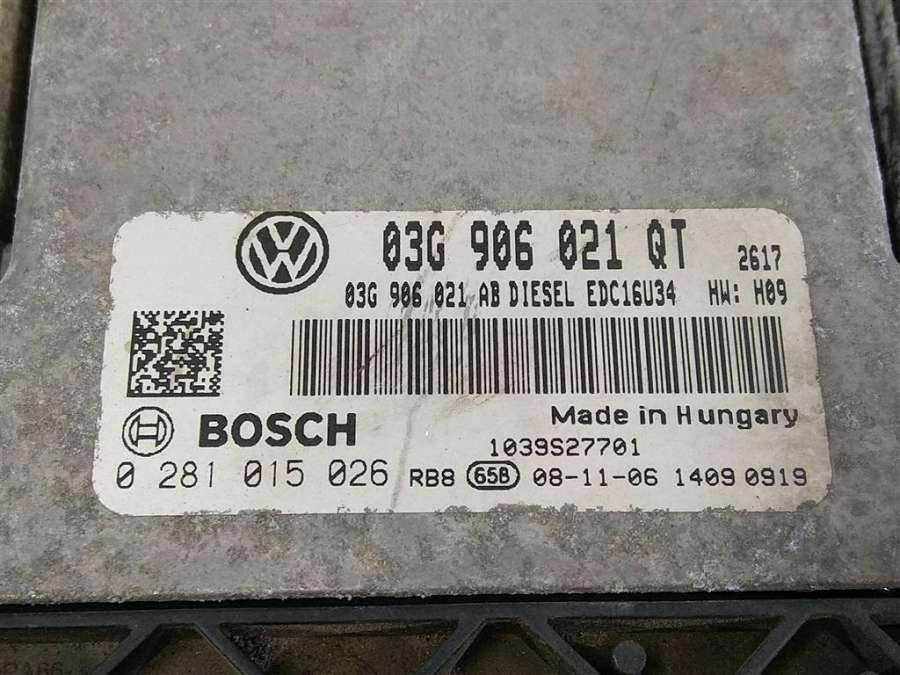 03G 906 021 QT 2617
03G 906 021 AB DIESEL EDC16U34 HW: H09
BOSCH
Made in Hungary
1039S27701
0 281 015 026 RB8 65B 08-11-06 1409 0919